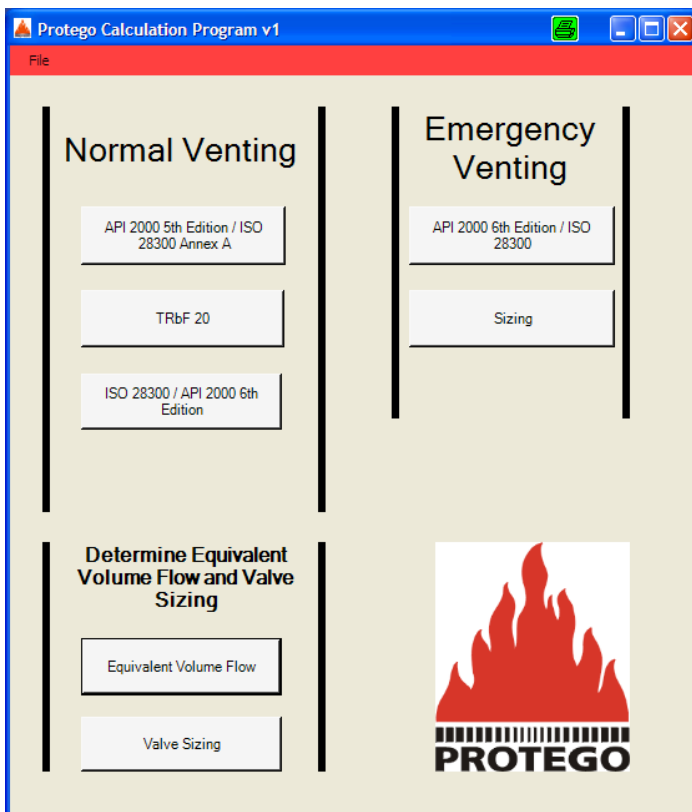 Protego Calculation Program v1
File
Normal Venting
API 2000 5th Edition / ISO
28300 Annex A
TRbF 20
ISO 28300 / API 2000 6th
Edition
Emergency
Venting
API 2000 6th Edition / ISO
28300
Sizing
Determine Equivalent
Volume Flow and Valve
Sizing
Equivalent Volume Flow
Valve Sizing
PROTEGO